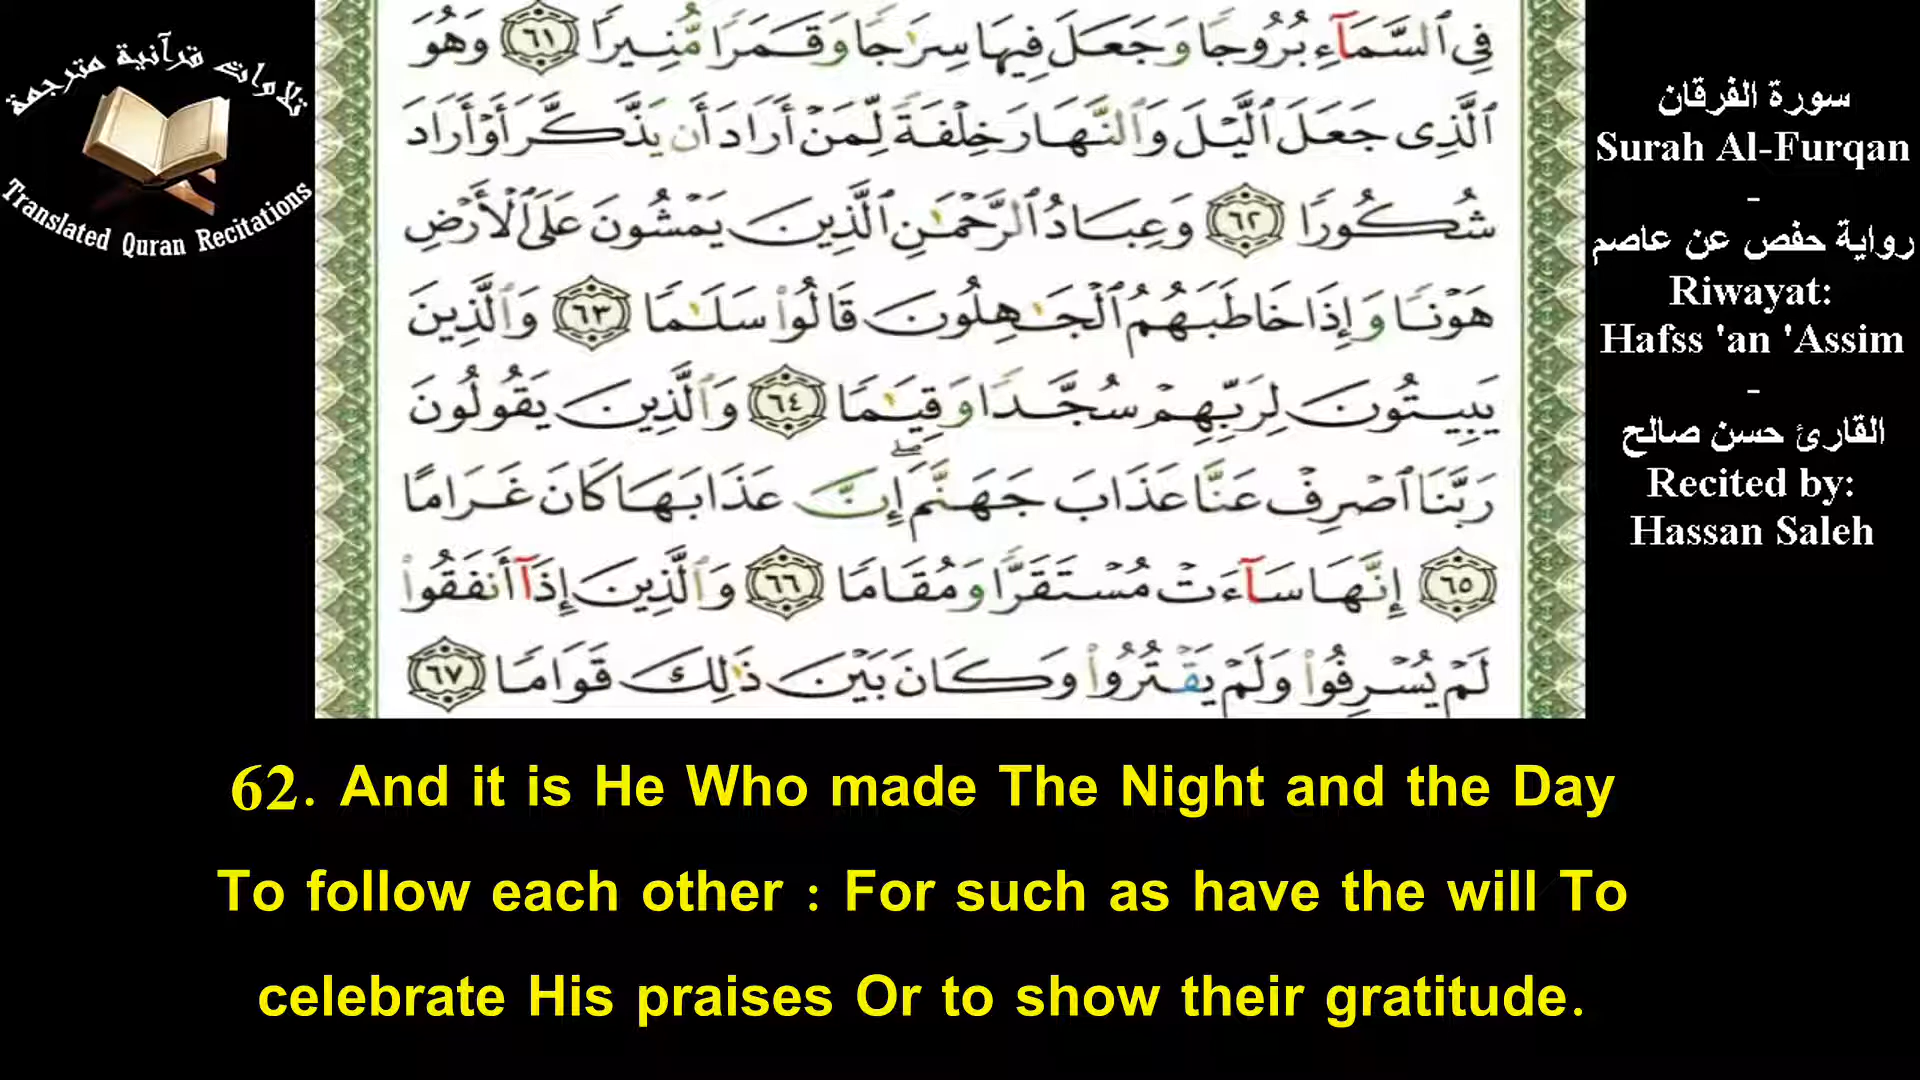 تلاوات قرآنية مترجمة
Translated Quran Recitations
فِي ٱلسَّمَآءِ بُرُوجًا وَجَعَلَ فِيهَا سِرَٰجًا وَقَمَرًا مُّنِيرًا ٦١ وَهُوَ
ٱلَّذِى جَعَلَ ٱلَّيْلَ وَٱلنَّهَارَ خِلْفَةً لِّمَنْ أَرَادَ أَن يَذَّكَّرَ أَوْ أَرَادَ
شُكُورًا ٦٢ وَعِبَادُ ٱلرَّحْمَٰنِ ٱلَّذِينَ يَمْشُونَ عَلَى ٱلْأَرْضِ
هَوْنًا وَإِذَا خَاطَبَهُمُ ٱلْجَٰهِلُونَ قَالُوا۟ سَلَٰمًا ٦٣ وَٱلَّذِينَ
يَبِيتُونَ لِرَبِّهِمْ سُجَّدًا وَقِيَٰمًا ٦٤ وَٱلَّذِينَ يَقُولُونَ
رَبَّنَا ٱصْرِفْ عَنَّا عَذَابَ جَهَنَّمَ ۖ إِنَّ عَذَابَهَا كَانَ غَرَامًا
٦٥ إِنَّهَا سَآءَتْ مُسْتَقَرًّا وَمُقَامًا ٦٦ وَٱلَّذِينَ إِذَآ أَنفَقُوا۟
لَمْ يُسْرِفُوا۟ وَلَمْ يَقْتُرُوا۟ وَكَانَ بَيْنَ ذَٰلِكَ قَوَامًا ٦٧
سورة الفرقان
Surah Al-Furqan
-
رواية حفص عن عاصم
Riwayat:
Hafss 'an 'Assim
-
القارئ حسن صالح
Recited by:
Hassan Saleh
62. And it is He Who made The Night and the Day
To follow each other : For such as have the will To
celebrate His praises Or to show their gratitude.